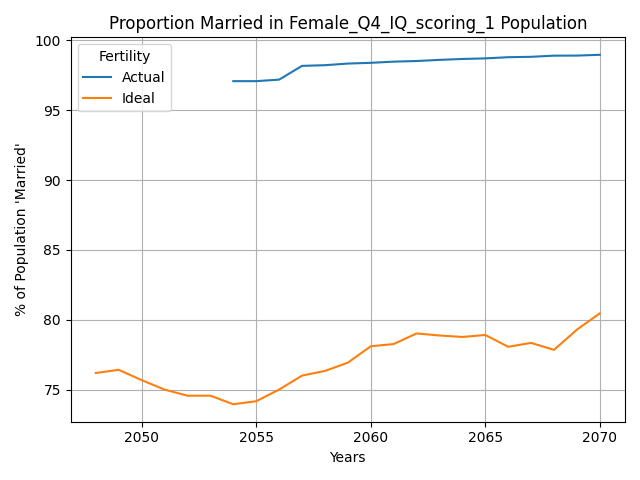 Proportion Married in Female_Q4_IQ_scoring_1 Population
Fertility
Actual
Ideal
% of Population 'Married'
100
95
90
85
80
75
2050
2055
2060
2065
2070
Years